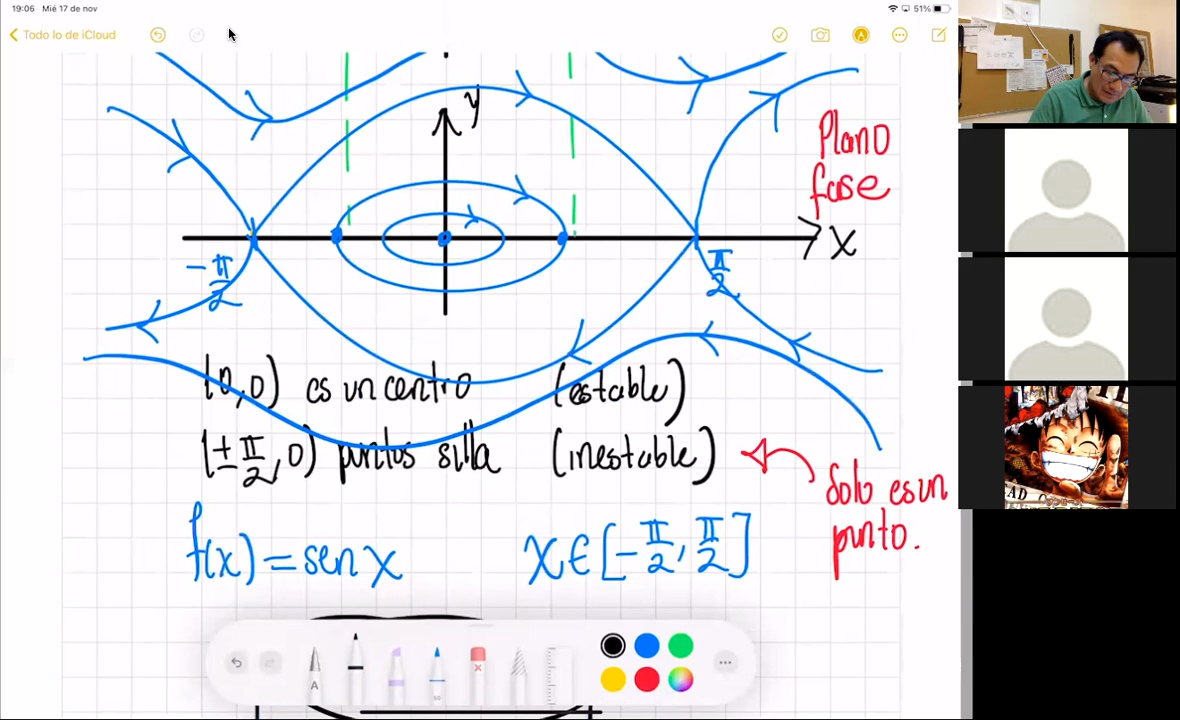 19:06 Mié 17 de nov
51%
Todo lo de iCloud
y
Plano
fase
x
-π/2
π/2
(0,0) es un centro (estable)
(±π/2,0) puntos silla (inestable)
Solo es un
punto.
f(x) = sen x x∈[-π/2, π/2]
A
50